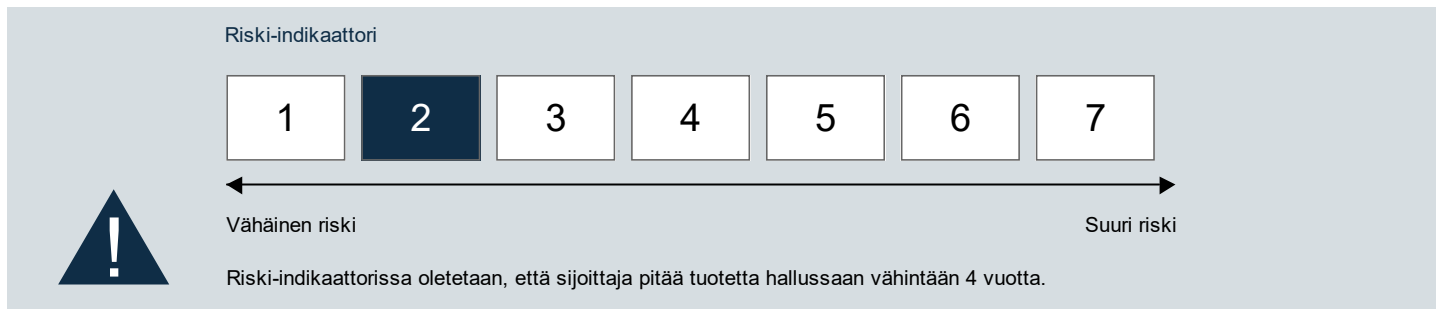 Riski-indikaattori
1 2 3 4 5 6 7
Vähäinen riski Suuri riski
!
Riski-indikaattorissa oletetaan, että sijoittaja pitää tuotetta hallussaan vähintään 4 vuotta.